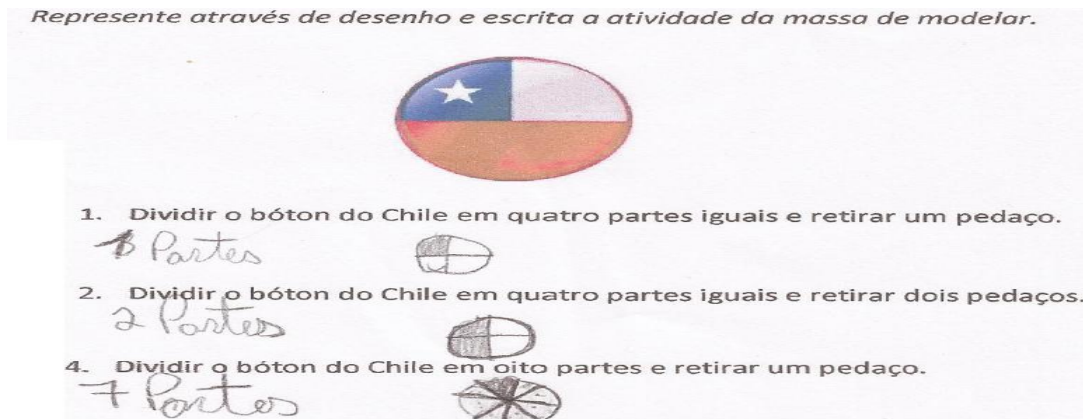 Represente através de desenho e escrita a atividade da massa de modelar.
1. Dividir o bóton do Chile em quatro partes iguais e retirar um pedaço.
Partes
2. Dividir o bóton do Chile em quatro partes iguais e retirar dois pedaços.
2 Partes
4. Dividir o bóton do Chile em oito partes e retirar um pedaço.
7 Partes